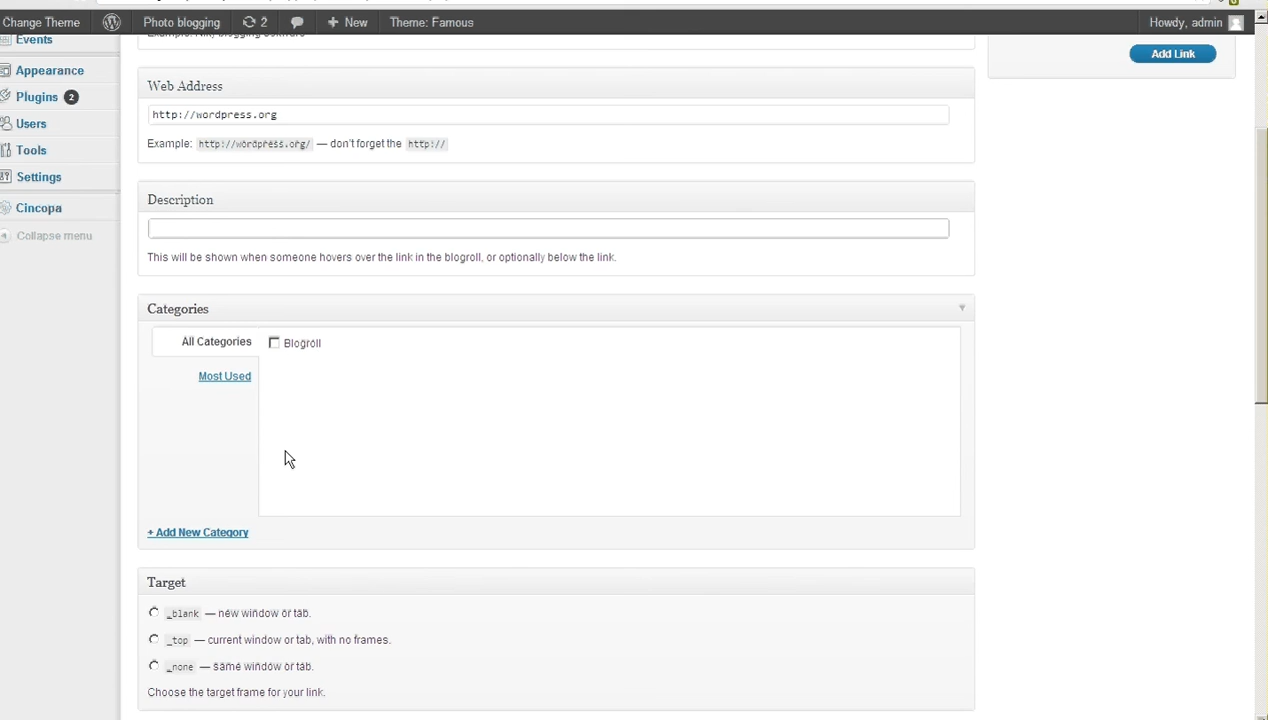 Change Theme Photo blogging 2 New Theme: Famous Howdy, admin
Events
Appearance
Plugins 2
Users
Tools
Settings
Cincopa
Collapse menu
Add Link
Web Address
http://wordpress.org
Example: http://wordpress.org/ — don't forget the http://
Description
This will be shown when someone hovers over the link in the blogroll, or optionally below the link.
Categories
All Categories
Blogroll
Most Used
+ Add New Category
Target
_blank — new window or tab.
_top — current window or tab, with no frames.
_none — same window or tab.
Choose the target frame for your link.